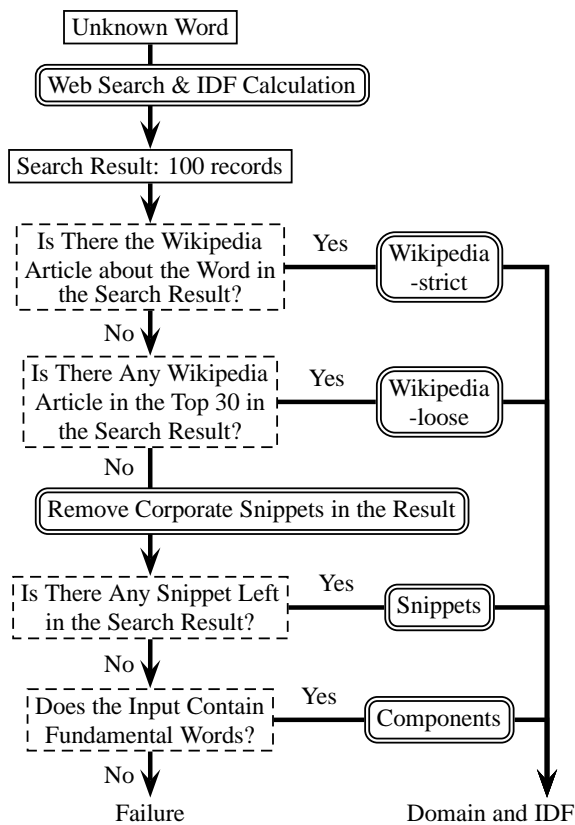 Unknown Word
Web Search & IDF Calculation
Search Result: 100 records
Is There the Wikipedia
Article about the Word in
the Search Result?
Yes
Wikipedia
-strict
No
Is There Any Wikipedia
Article in the Top 30 in
the Search Result?
Yes
Wikipedia
-loose
No
Remove Corporate Snippets in the Result
Is There Any Snippet Left
in the Search Result?
Yes
Snippets
No
Does the Input Contain
Fundamental Words?
Yes
Components
No
Failure
Domain and IDF